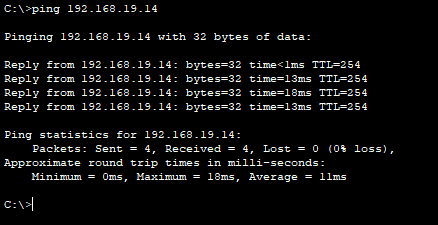 C:\>ping 192.168.19.14
Pinging 192.168.19.14 with 32 bytes of data:
Reply from 192.168.19.14: bytes=32 time<1ms TTL=254
Reply from 192.168.19.14: bytes=32 time=13ms TTL=254
Reply from 192.168.19.14: bytes=32 time=18ms TTL=254
Reply from 192.168.19.14: bytes=32 time=13ms TTL=254
Ping statistics for 192.168.19.14:
Packets: Sent = 4, Received = 4, Lost = 0 (0% loss),
Approximate round trip times in milli-seconds:
Minimum = 0ms, Maximum = 18ms, Average = 11ms
C:\>